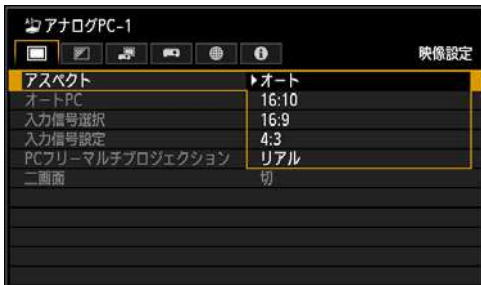 アナログPC-1
映像設定
アスペクト ▶オート
オートPC 16:10
入力信号選択 16:9
入力信号設定 4:3
PCフリーマルチプロジェクション リアル
二画面 切